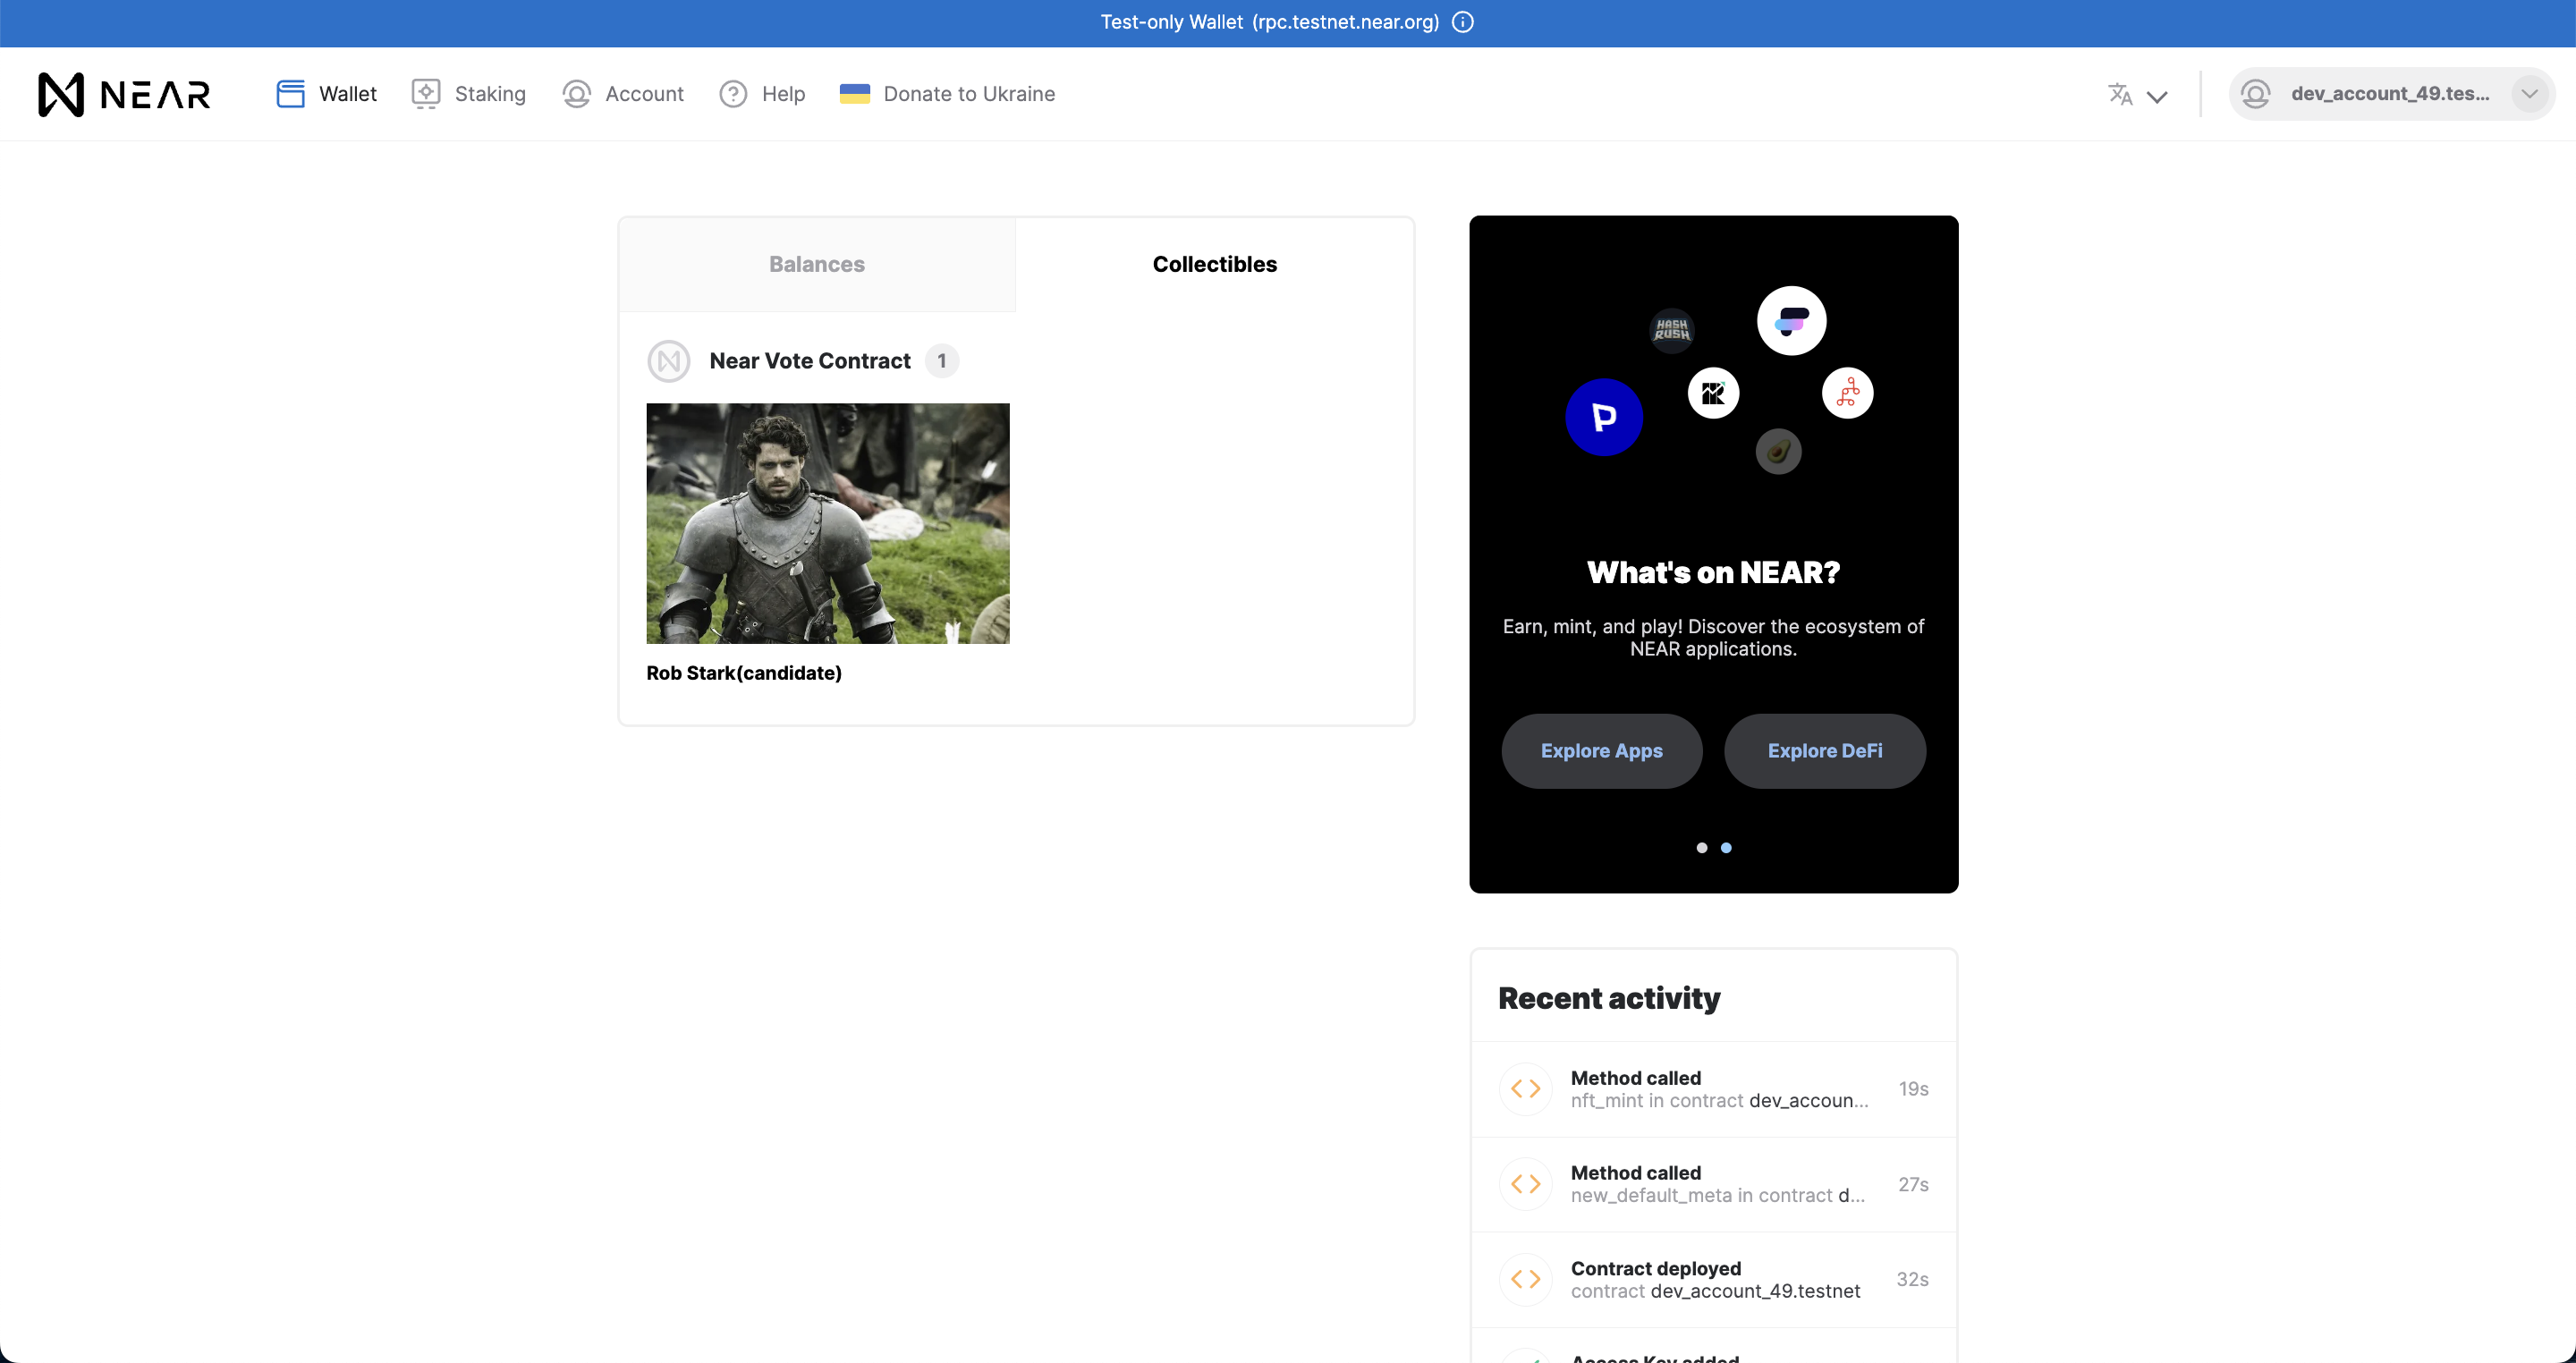 Test-only Wallet (rpc.testnet.near.org)
NEAR
Wallet
Staking
Account
Help
Donate to Ukraine
dev_account_49.tes...
Balances
Collectibles
Near Vote Contract 1
Rob Stark(candidate)
HASH
RUSH
P
What's on NEAR?
Earn, mint, and play! Discover the ecosystem of
NEAR applications.
Explore Apps
Explore DeFi
Recent activity
Method called
nft_mint in contract dev_accoun...
19s
Method called
new_default_meta in contract d...
27s
Contract deployed
contract dev_account_49.testnet
32s
Access Key added